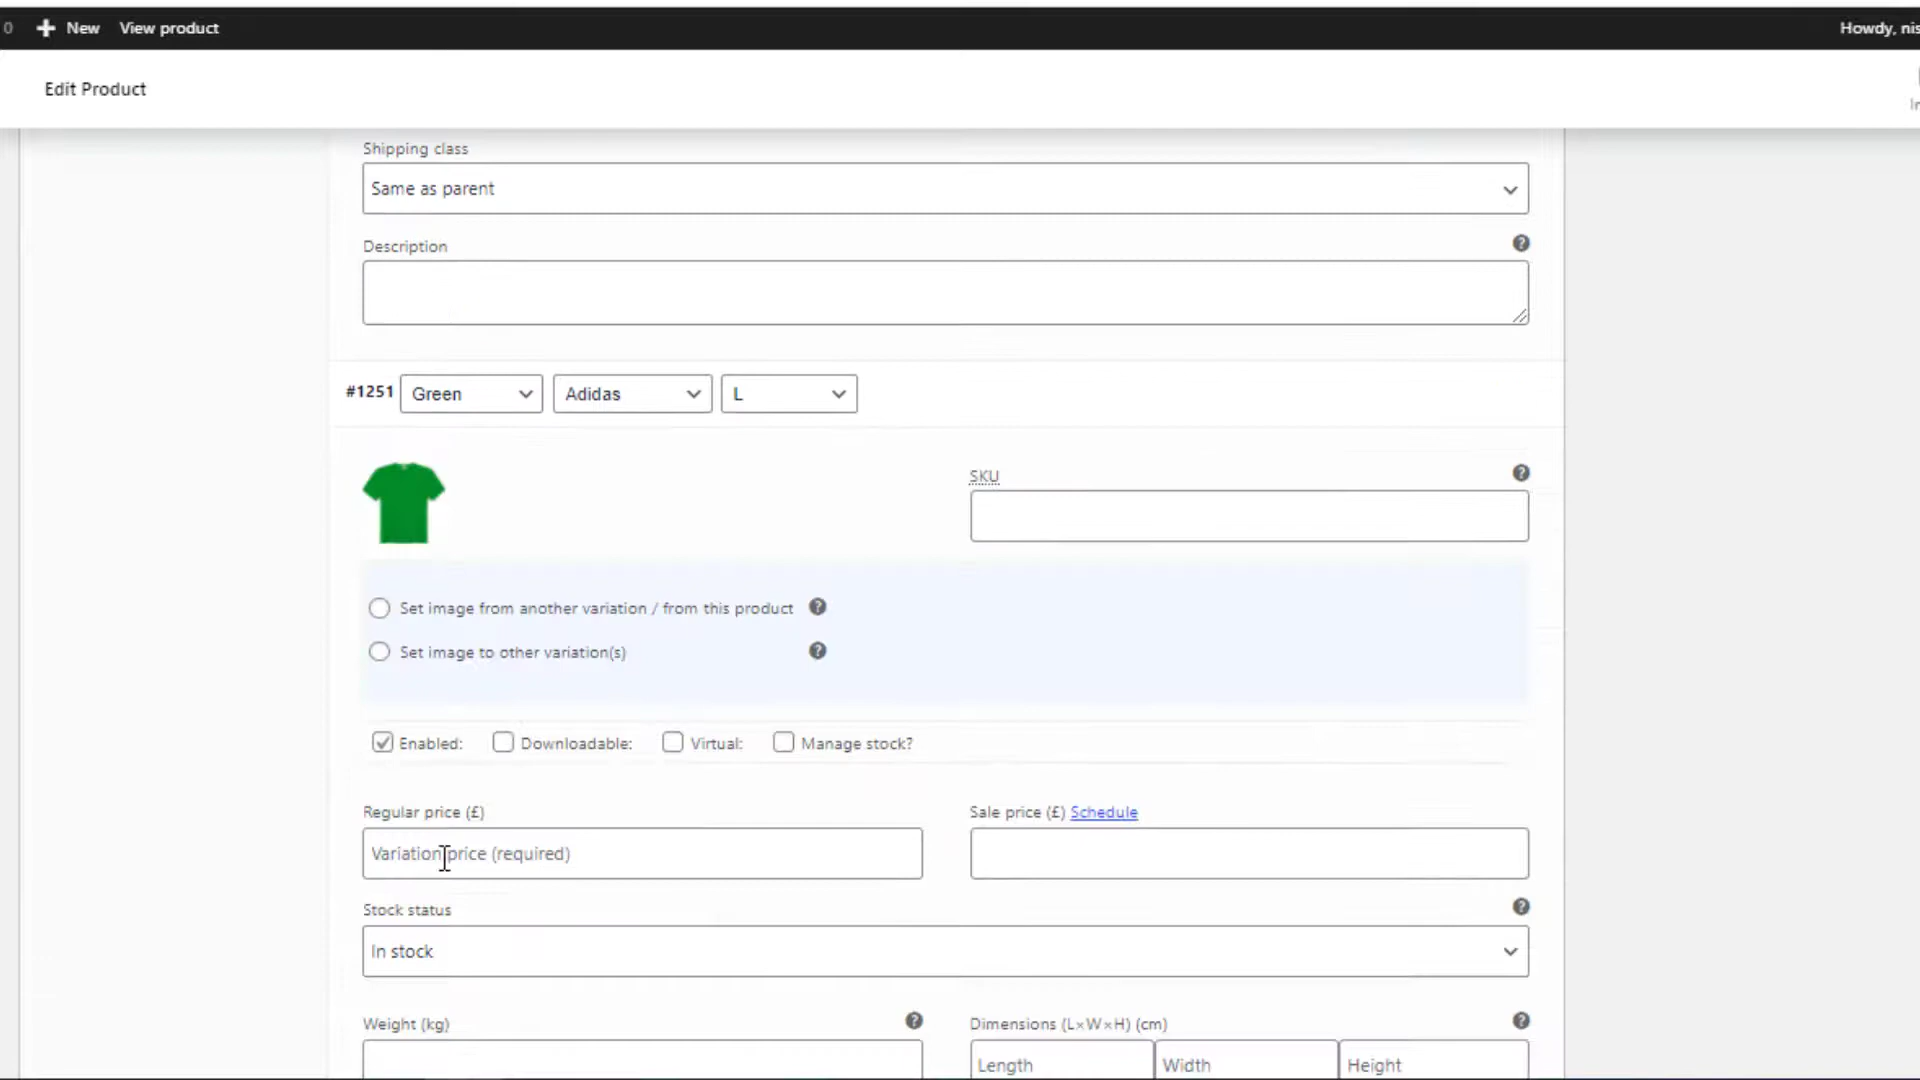 0 New View product Howdy, nis
Edit Product
Shipping class
Same as parent
Description
#1251 Green Adidas L
SKU
Set image from another variation / from this product
Set image to other variation(s)
Enabled: Downloadable: Virtual: Manage stock?
Regular price (£) Sale price (£) Schedule
Variation price (required)
Stock status
In stock
Weight (kg) Dimensions (L×W×H) (cm)
Length Width Height